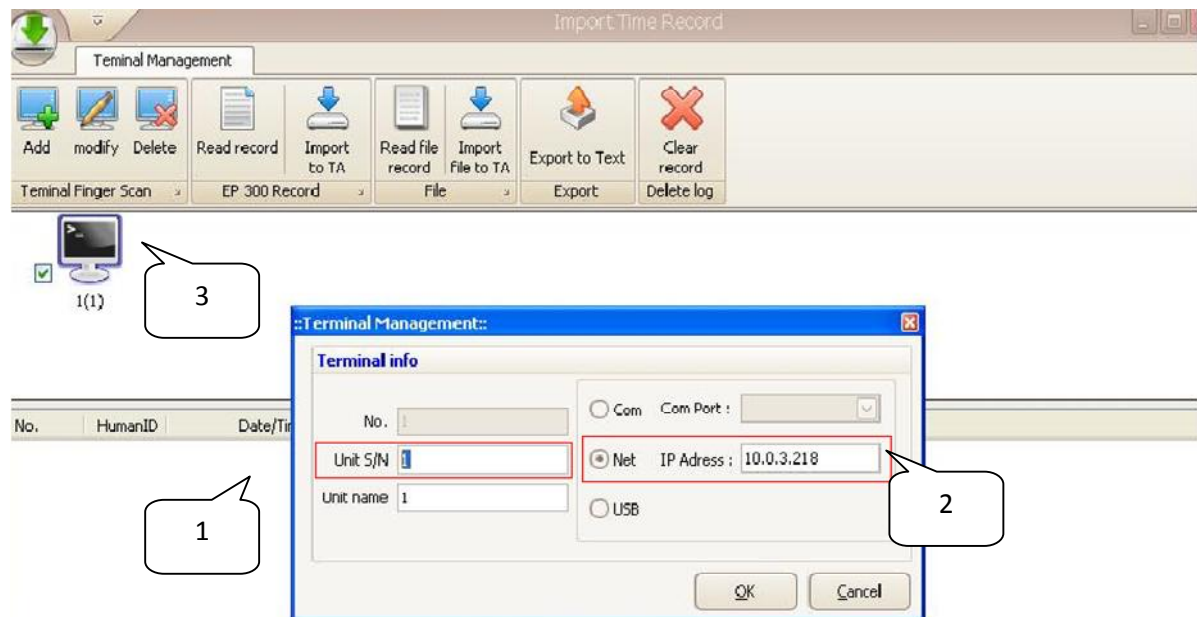 Import Time Record
Teminal Management
Add modify Delete Read record Import to TA Read file record Import File to TA Export to Text Clear record
Teminal Finger Scan EP 300 Record File Export Delete log
1(1)
3
::Terminal Management::
Terminal info
No. 1
Com Com Port :
Unit S/N 1
Net IP Adress : 10.0.3.218
Unit name 1
USB
OK Cancel
No. HumanID Date/Ti
1
2